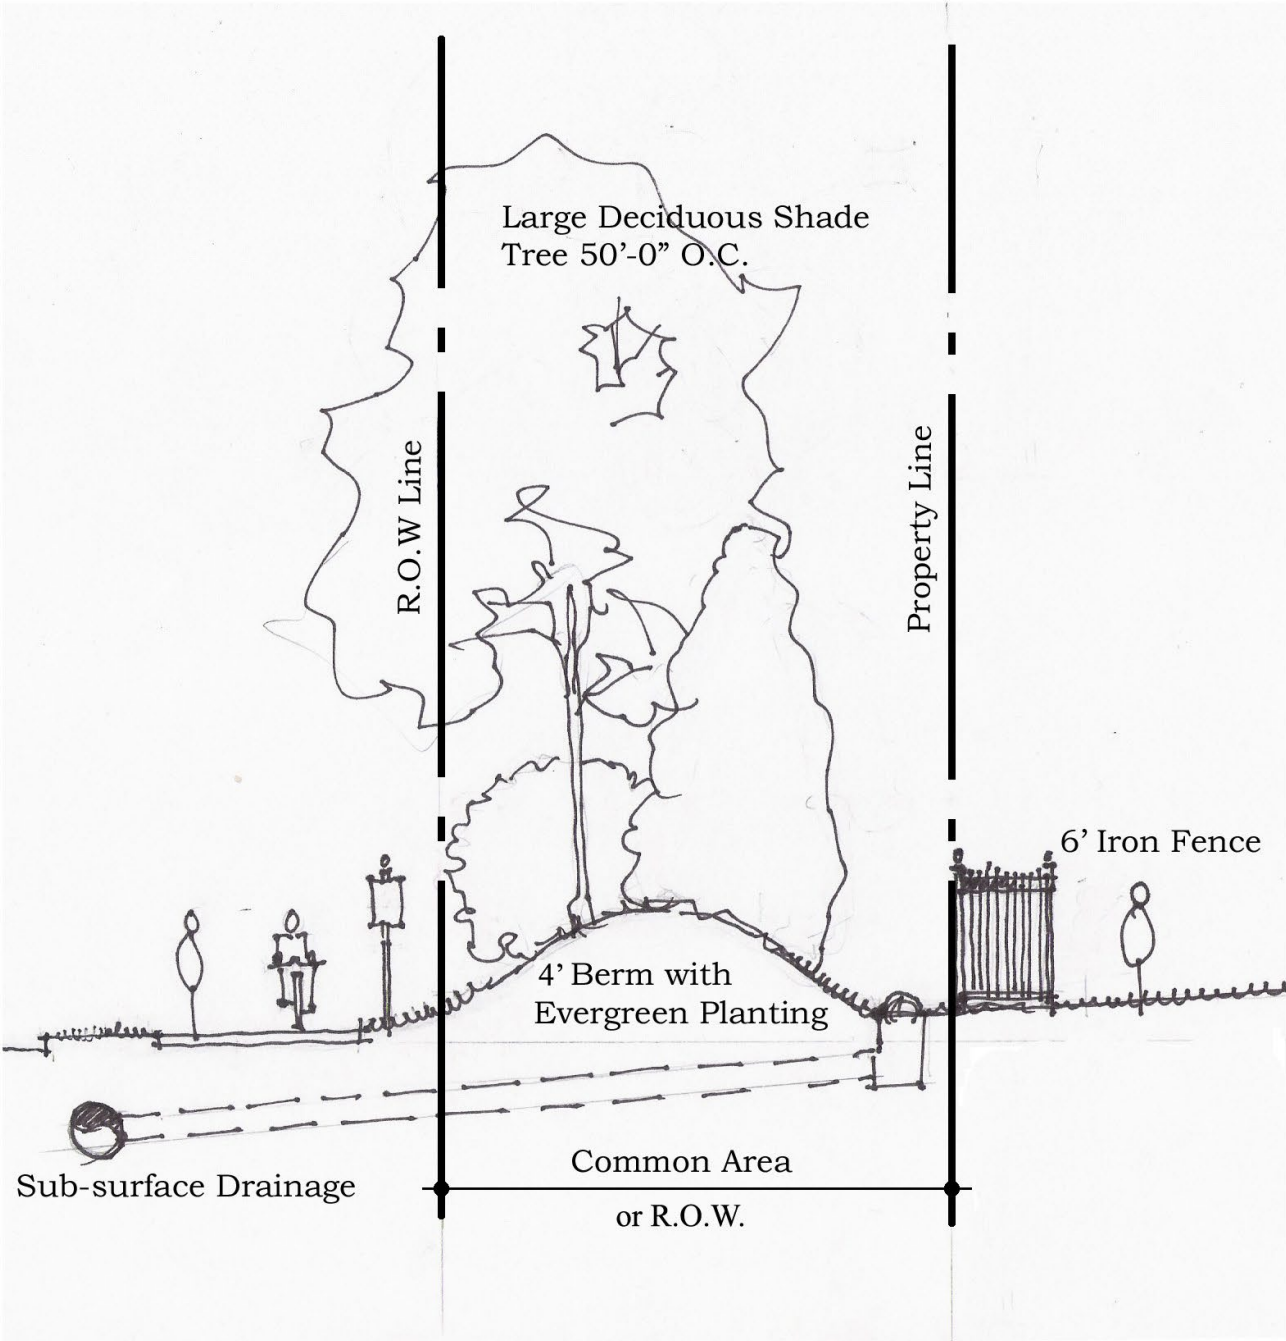 Large Deciduous Shade
Tree 50’-0” O.C.
R.O.W Line
Property Line
6’ Iron Fence
4’ Berm with
Evergreen Planting
Common Area
Sub-surface Drainage
or R.O.W.